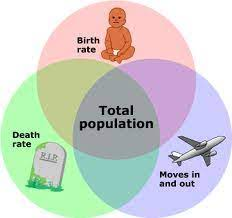 Birth
rate
Total
population
Death
rate
R.I.P
Moves in
and out